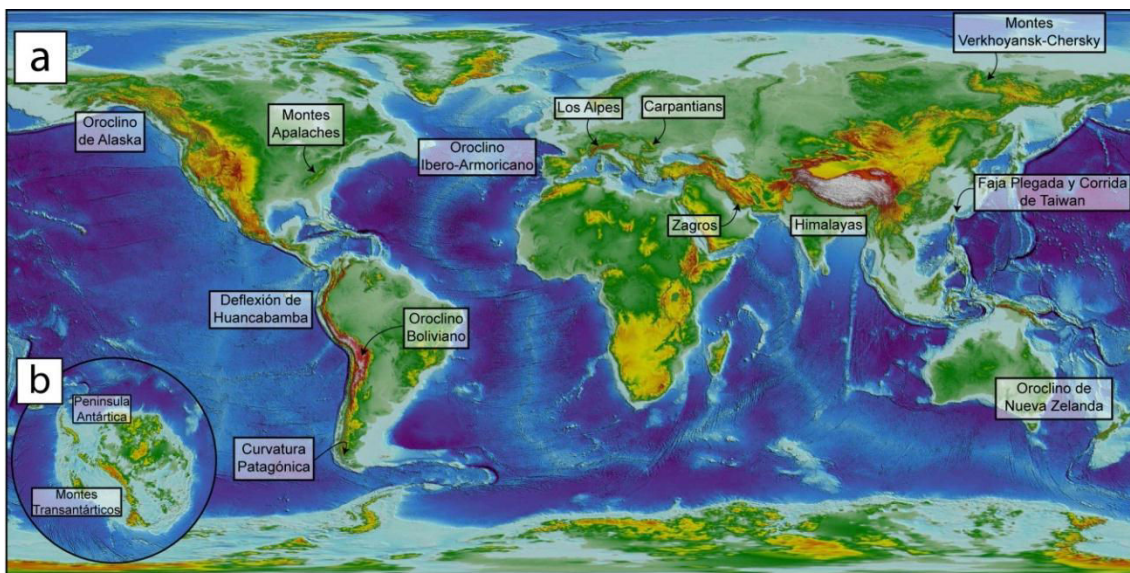 a
Montes
Verkhoyansk-Chersky
Oroclino
de Alaska
Montes
Apalaches
Los Alpes
Carpantians
Oroclino
Ibero-Armoricano
Zagros
Himalayas
Faja Plegada y Corrida
de Taiwan
Deflexión de
Huancabamba
Oroclino
Boliviano
Oroclino de
Nueva Zelanda
Curvatura
Patagónica
b
Peninsula
Antártica
Montes
Transantárticos